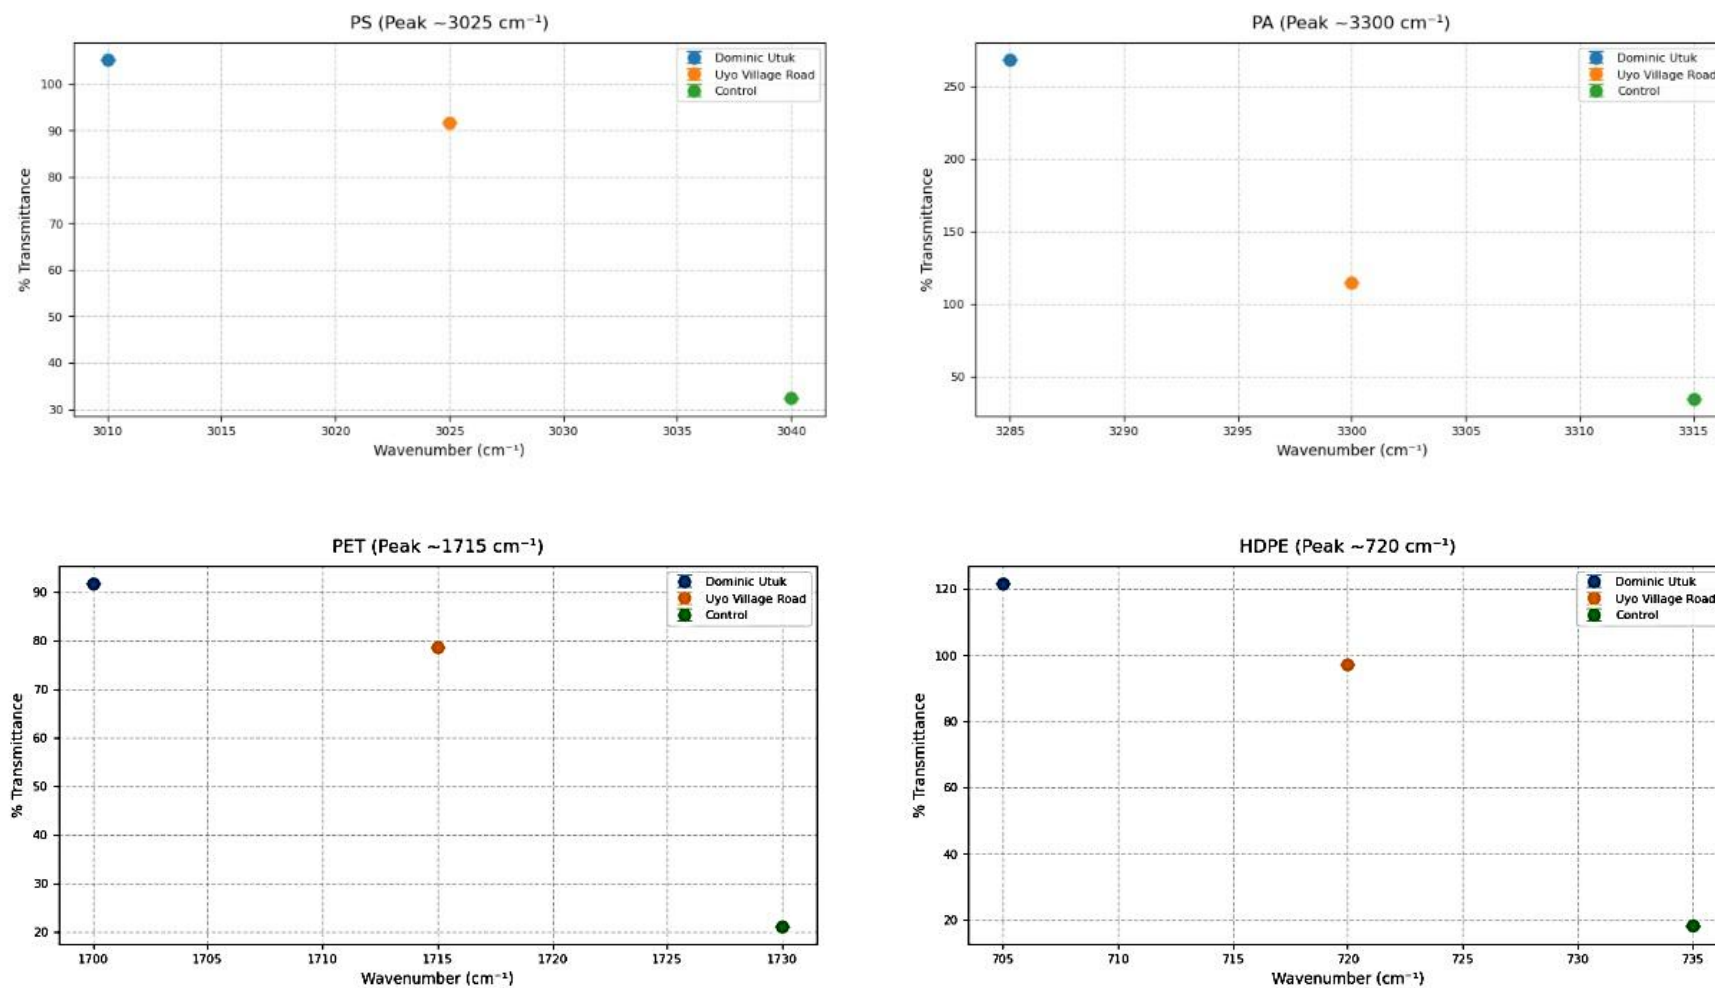 PS (Peak ~3025 cm⁻¹)
% Transmittance
100
90
80
70
60
50
40
30
Dominic Utuk
Uyo Village Road
Control
3010
3015
3020
3025
3030
3035
3040
Wavenumber (cm⁻¹)
PA (Peak ~3300 cm⁻¹)
% Transmittance
250
200
150
100
50
Dominic Utuk
Uyo Village Road
Control
3285
3290
3295
3300
3305
3310
3315
Wavenumber (cm⁻¹)
PET (Peak ~1715 cm⁻¹)
% Transmittance
90
80
70
60
50
40
30
20
Dominic Utuk
Uyo Village Road
Control
1700
1705
1710
1715
1720
1725
1730
Wavenumber (cm⁻¹)
HDPE (Peak ~720 cm⁻¹)
% Transmittance
120
100
80
60
40
20
Dominic Utuk
Uyo Village Road
Control
705
710
715
720
725
730
735
Wavenumber (cm⁻¹)